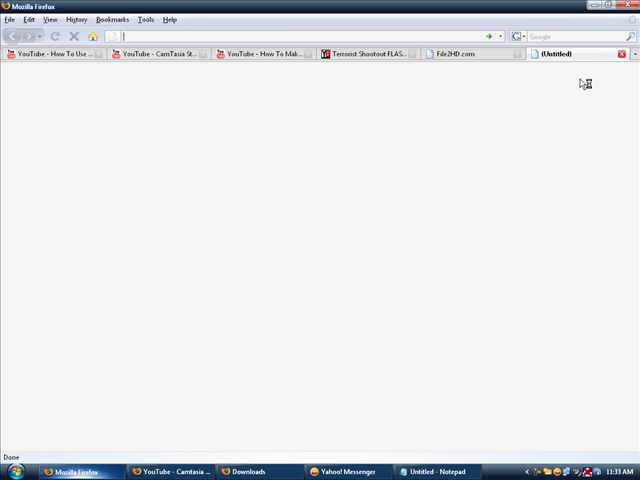 Mozilla Firefox
File Edit View History Bookmarks Tools Help
Google
YouTube - How To Use ... YouTube - CamTasia St... YouTube - How To Mak... Terrorist Shootout FLAS... File2HD.com (Untitled)
Done
Mozilla Firefox YouTube - Camtasia ... Downloads Yahoo! Messenger Untitled - Notepad 11:33 AM